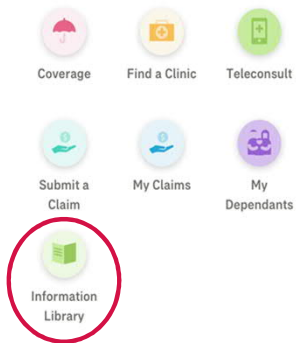 Coverage
Find a Clinic
Teleconsult
Submit a
Claim
My Claims
My
Dependants
Information
Library